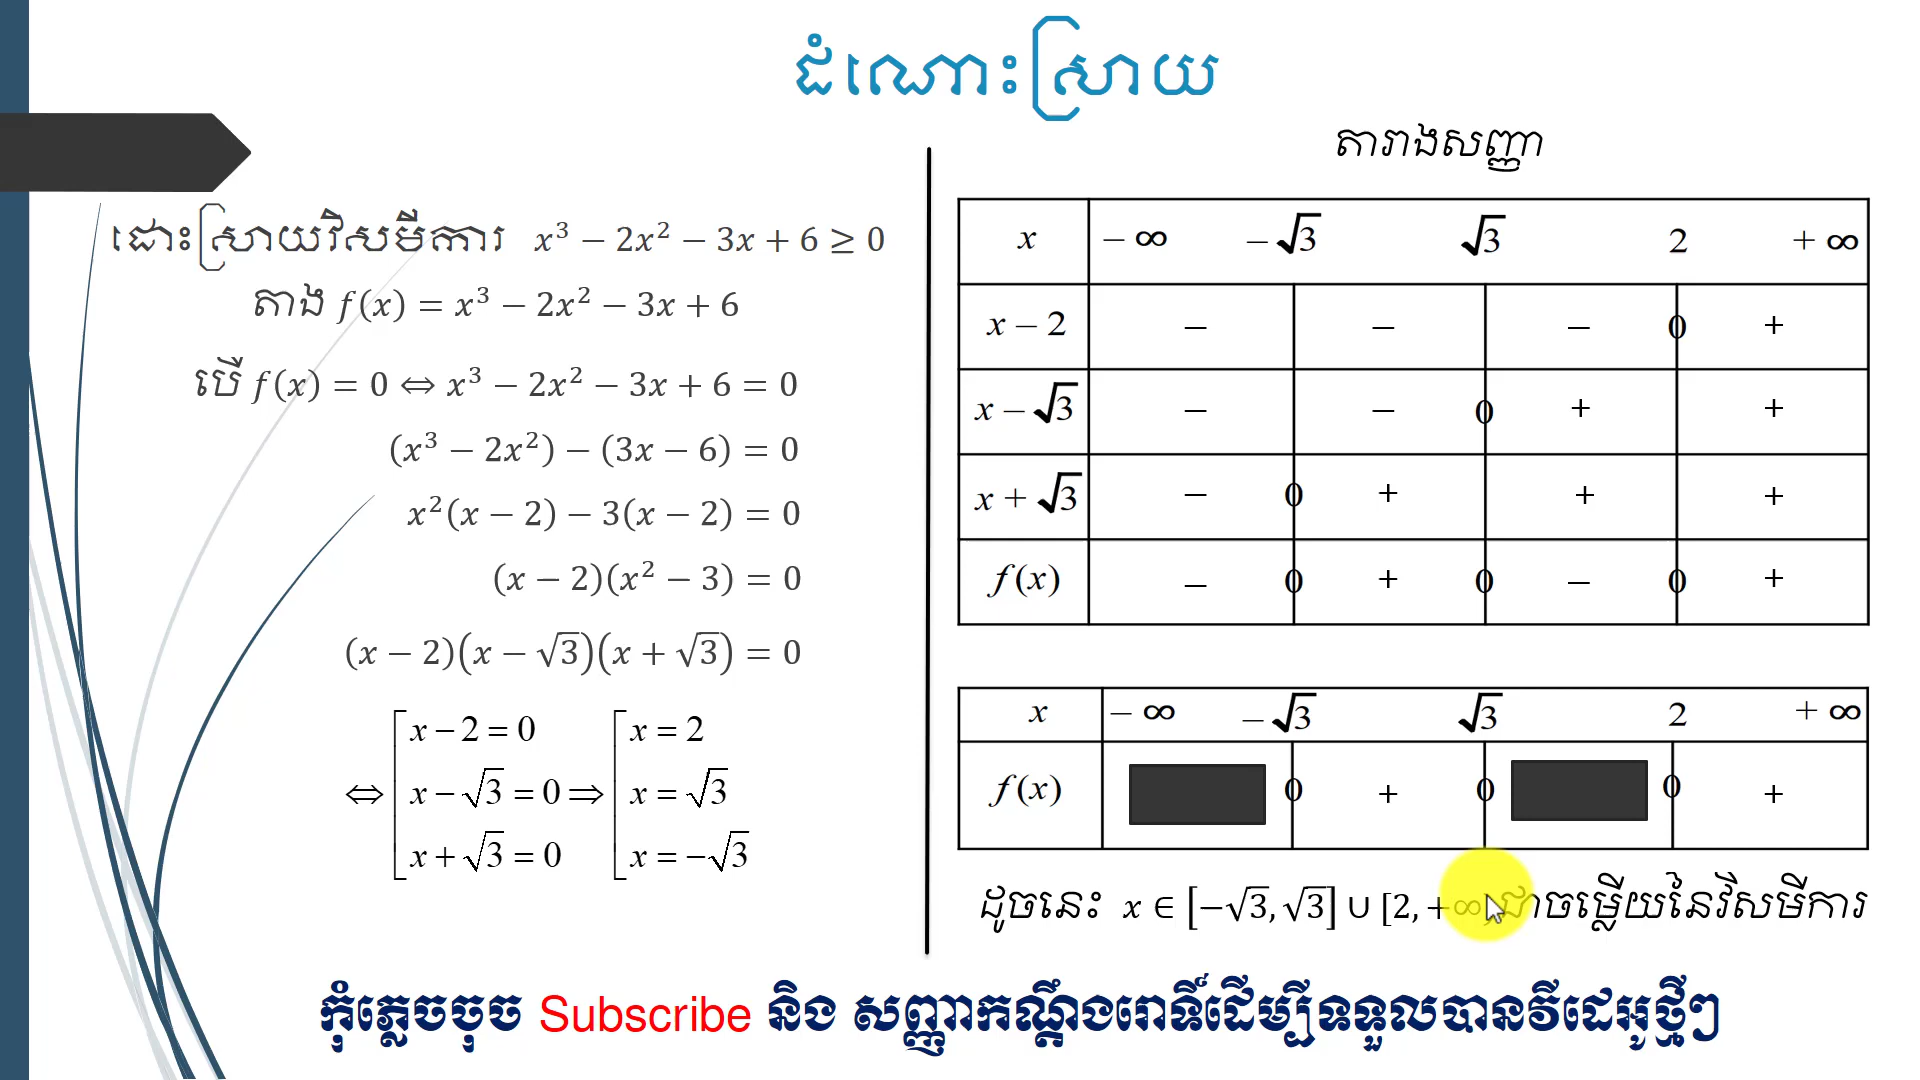 ដំណោះស្រាយ
ដោះស្រាយវិសមីការ x³ − 2x² − 3x + 6 ≥ 0
តាង f(x) = x³ − 2x² − 3x + 6
បើ f(x) = 0 ⇔ x³ − 2x² − 3x + 6 = 0
(x³ − 2x²) − (3x − 6) = 0
x²(x − 2) − 3(x − 2) = 0
(x − 2)(x² − 3) = 0
(x − 2)(x − √3)(x + √3) = 0
x − 2 = 0 x = 2
⇔ [ x − √3 = 0 ⇒ [ x = √3
x + √3 = 0 x = −√3
តារាងសញ្ញា
x − ∞ − √3 √3 2 + ∞
x − 2 − − − 0 +
x − √3 − − 0 + +
x + √3 − 0 + + +
f(x) − 0 + 0 − 0 +
x − ∞ − √3 √3 2 + ∞
f(x) 0 + 0 0 +
ដូចនេះ x ∈ [−√3, √3] ∪ [2, +∞) ជាចម្លើយនៃវិសមីការ
កុំភ្លេចចុច Subscribe និង សញ្ញាកណ្ដឹងរោទិ៍ដើម្បីទទួលបានវីដេអូថ្មីៗ